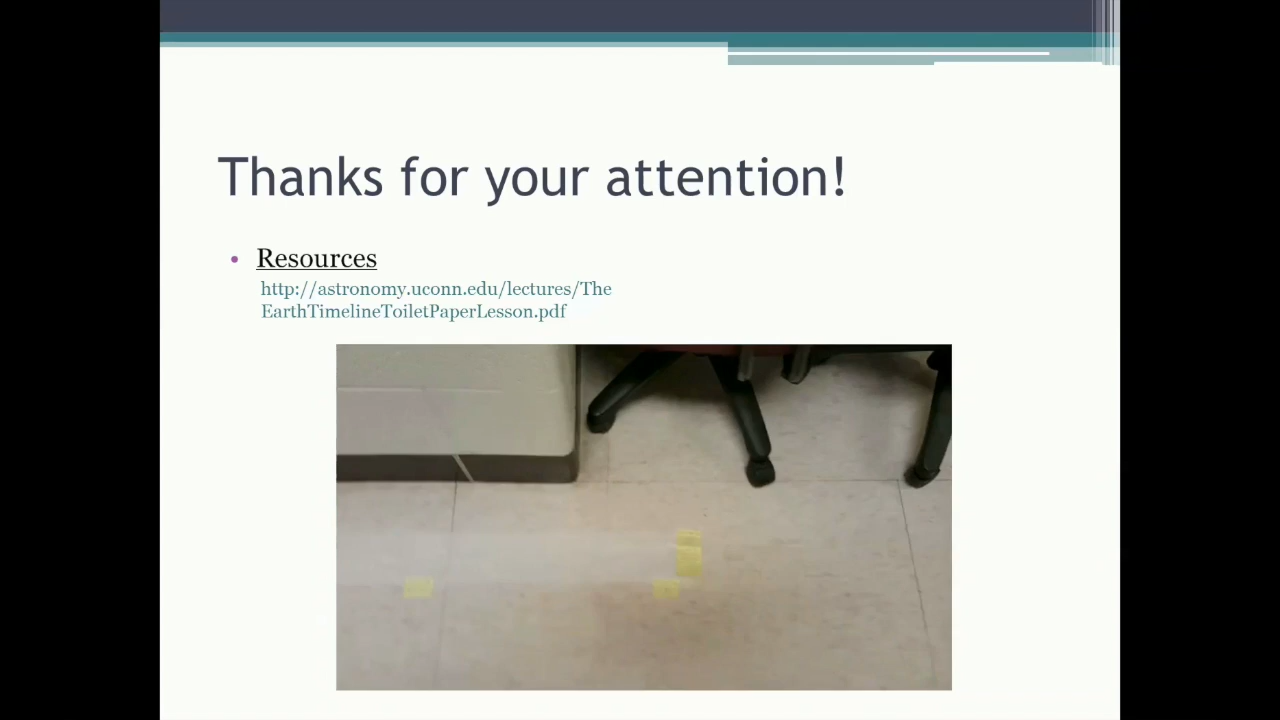 Thanks for your attention!
• Resources
http://astronomy.uconn.edu/lectures/The
EarthTimelineToiletPaperLesson.pdf